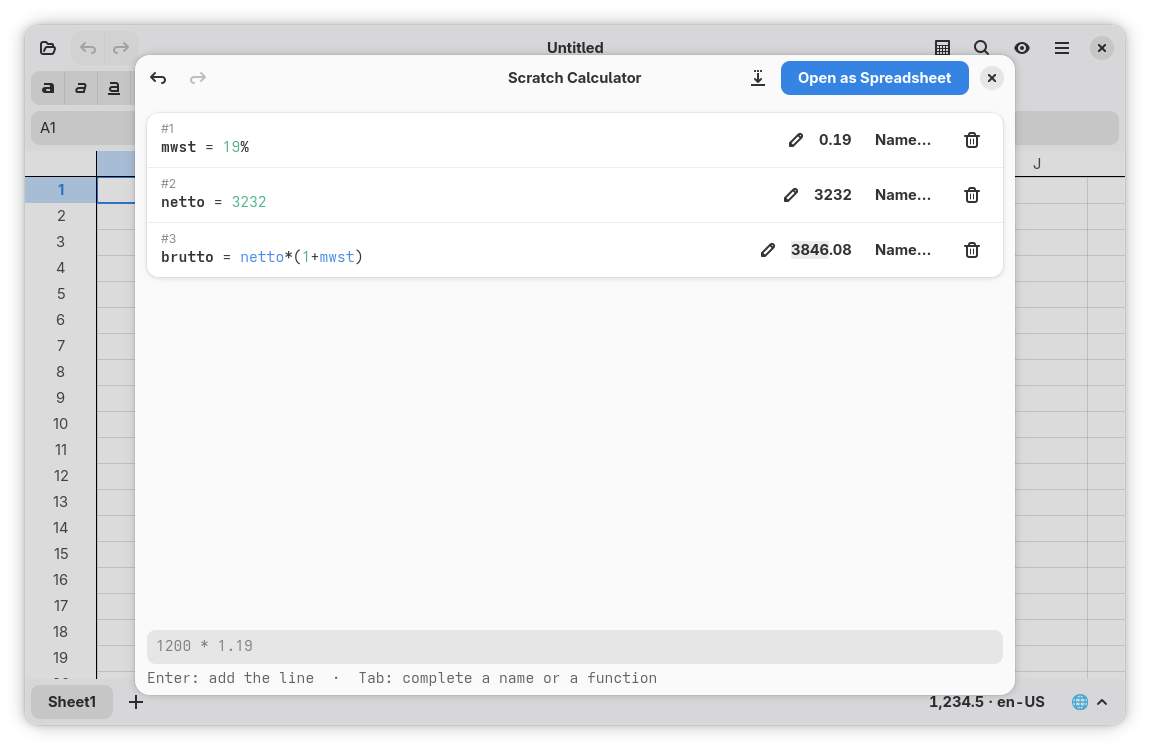 Untitled
a a a
Scratch Calculator
Open as Spreadsheet
A1
#1
mwst = 19%
0.19 Name...
#2
netto = 3232
3232 Name...
#3
brutto = netto*(1+mwst)
3846.08 Name...
J
1
2
3
4
5
6
7
8
9
10
11
12
13
14
15
16
17
18
19
1200 * 1.19
Enter: add the line · Tab: complete a name or a function
Sheet1
1,234.5 · en-US